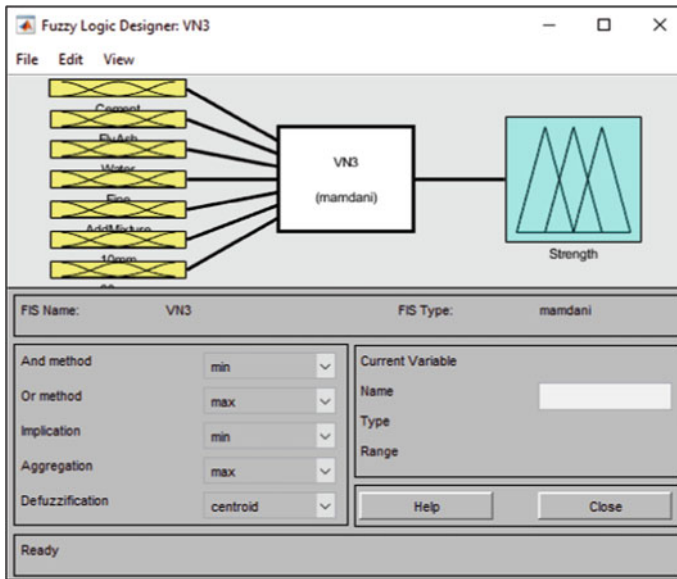 Fuzzy Logic Designer: VN3
File Edit View
Cement
FlyAsh
Water
Fine
AddMixture
10mm
VN3
(mamdani)
Strength
FIS Name: VN3 FIS Type: mamdani
And method min
Or method max
Implication min
Aggregation max
Defuzzification centroid
Current Variable
Name
Type
Range
Help Close
Ready